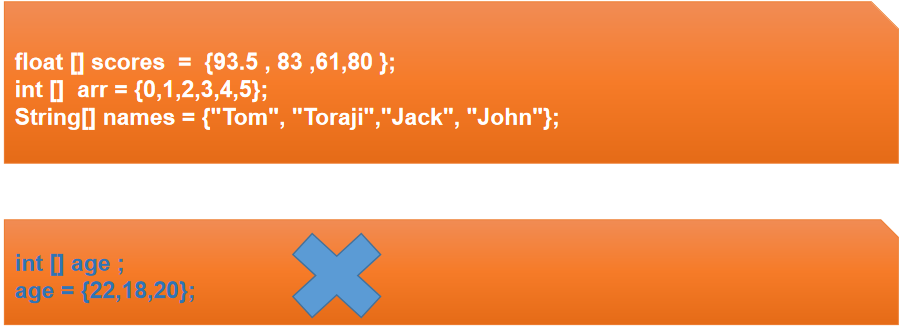 float [] scores  =  {93.5 , 83 ,61,80 };
int []  arr = {0,1,2,3,4,5};
String[] names = {"Tom", "Toraji","Jack", "John"};
int [] age ;
age = {22,18,20};